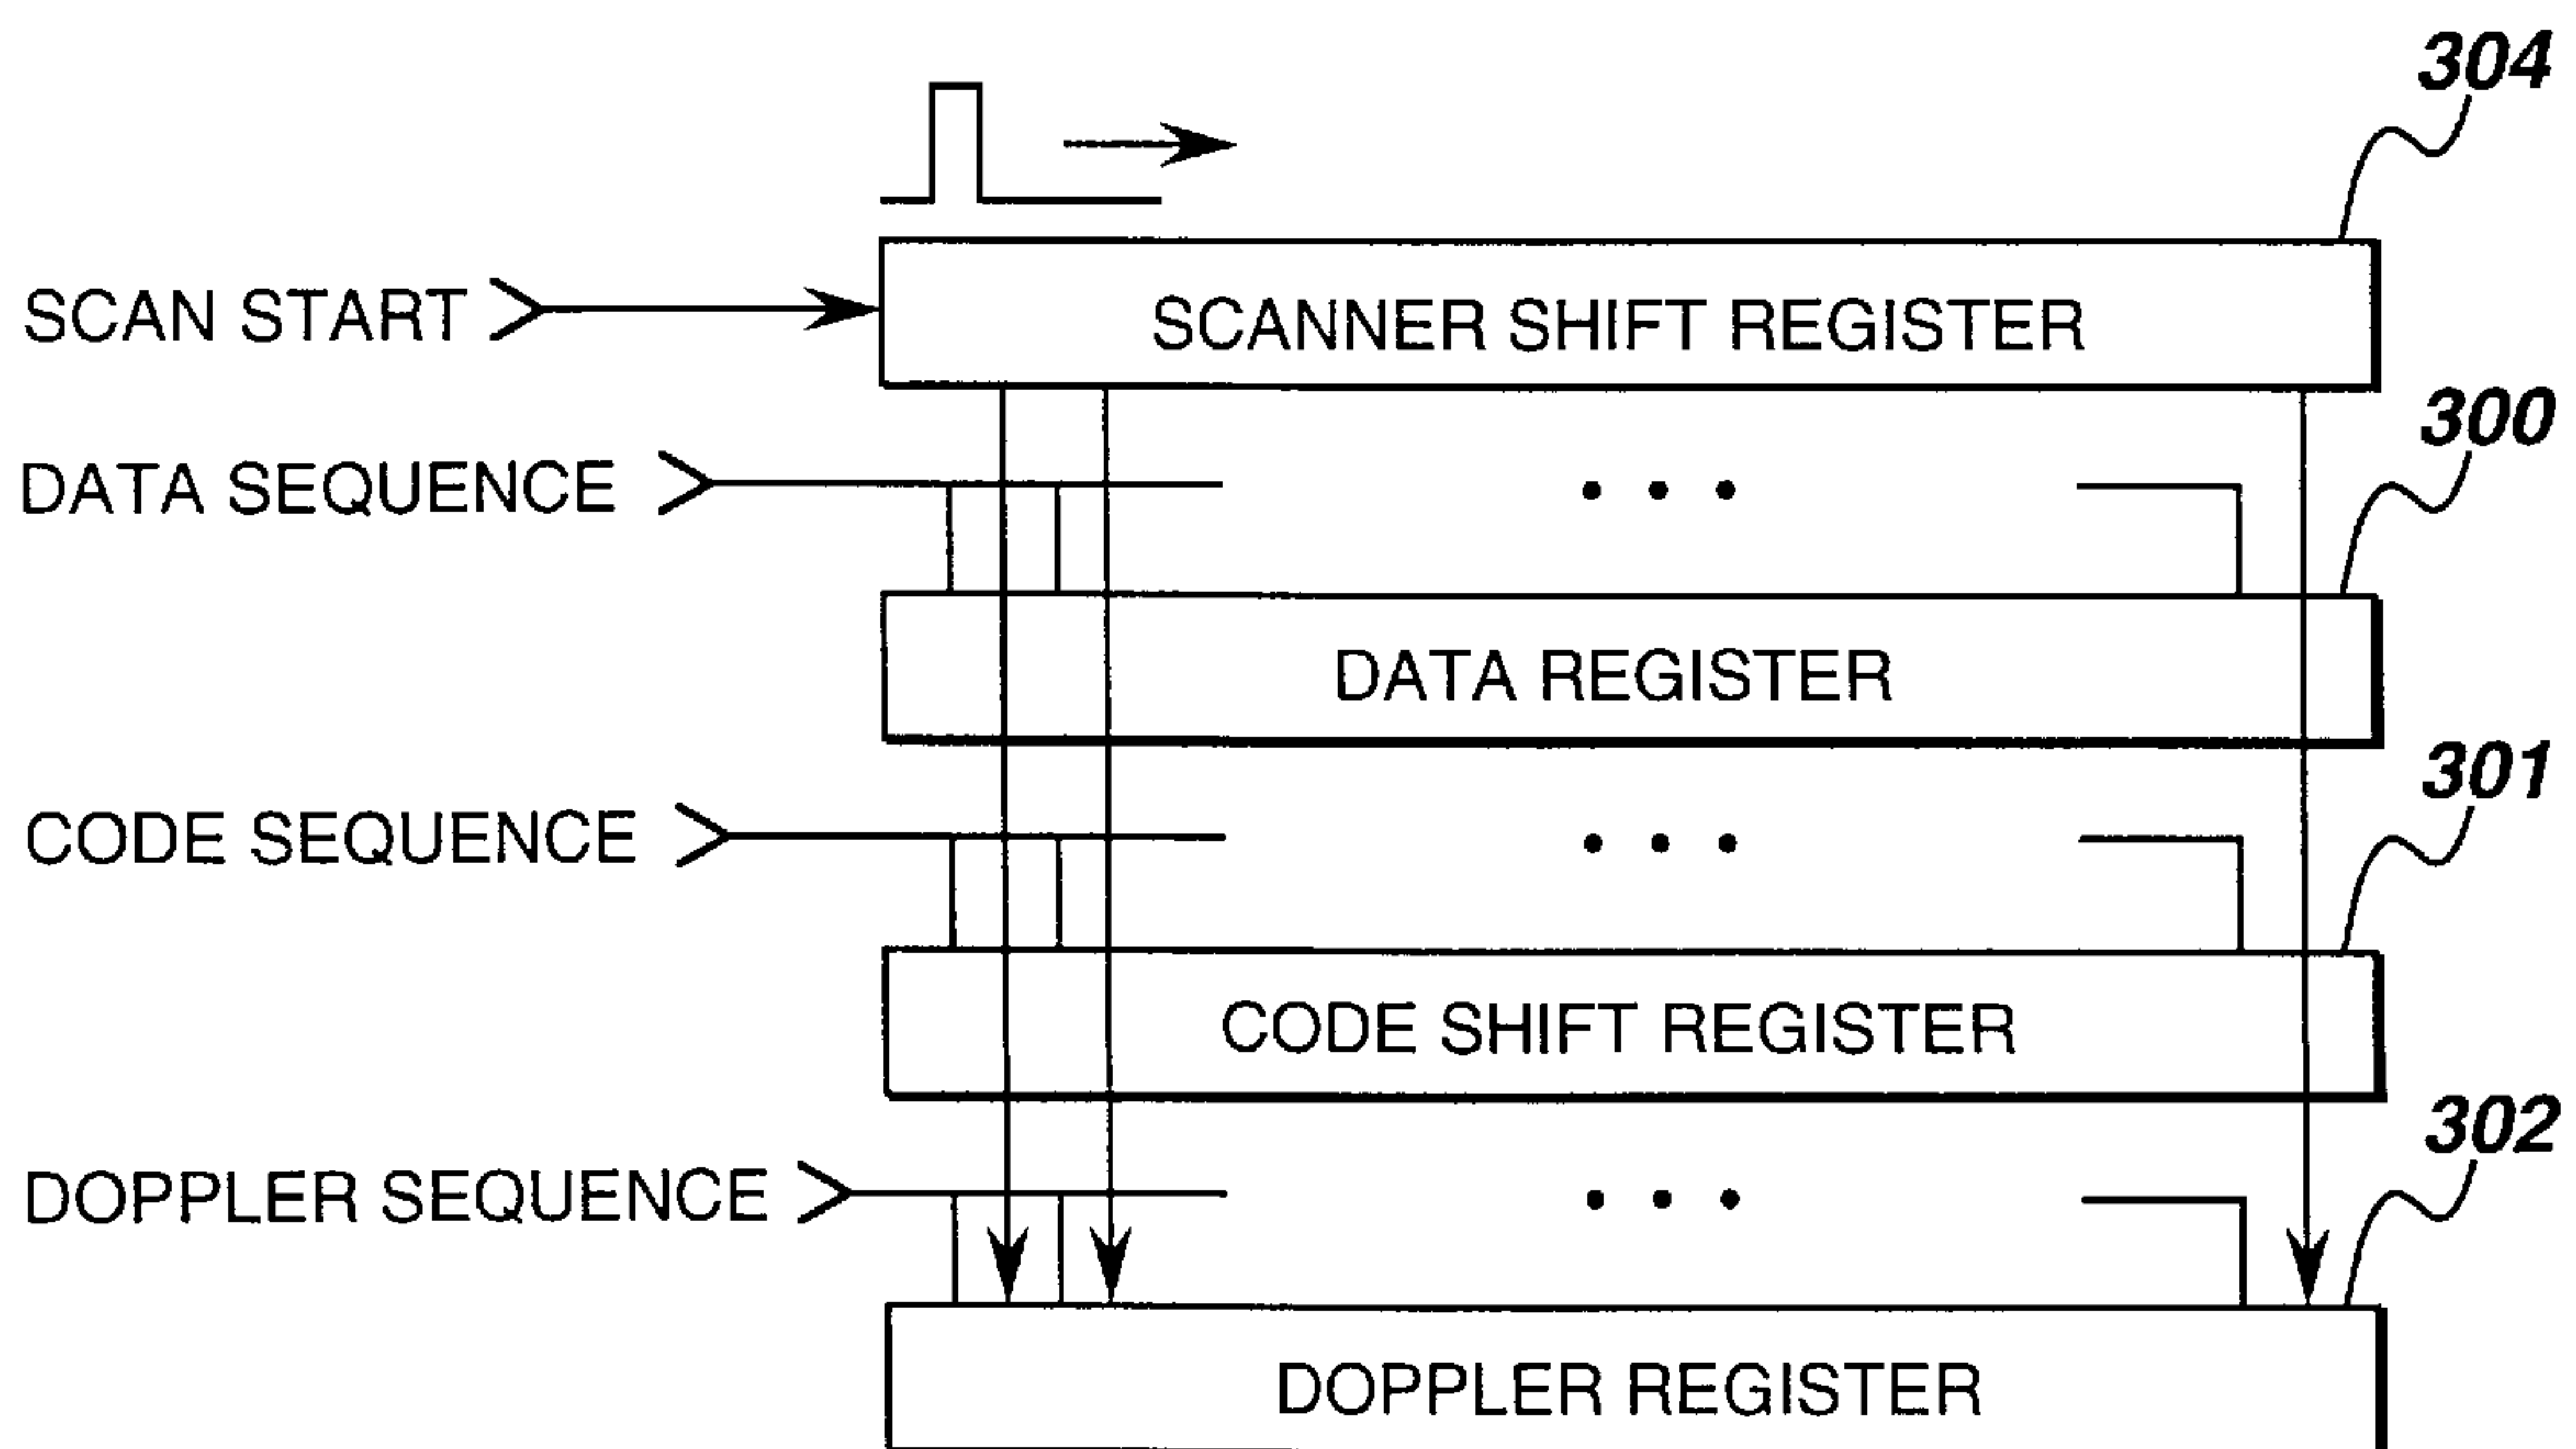 304
SCAN START
SCANNER SHIFT REGISTER
300
DATA SEQUENCE
DATA REGISTER
301
CODE SEQUENCE
CODE SHIFT REGISTER
302
DOPPLER SEQUENCE
DOPPLER REGISTER